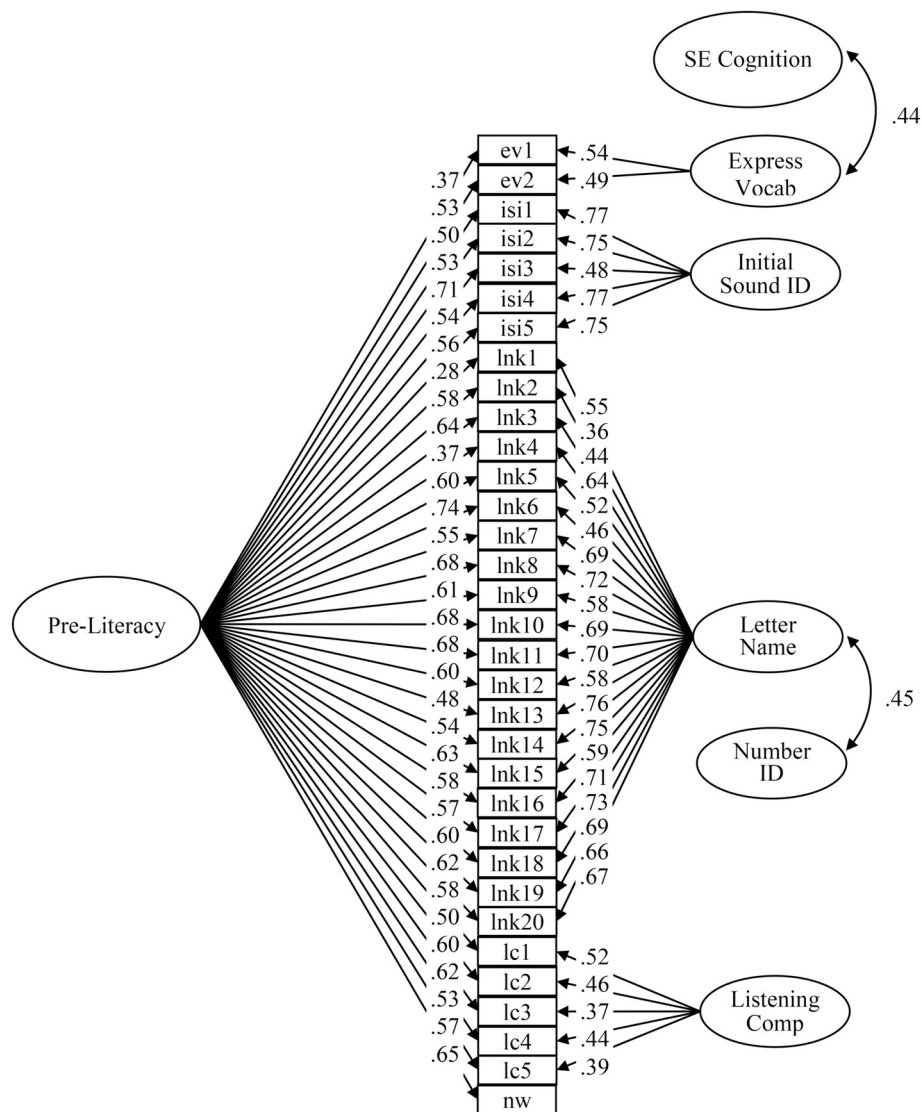 SE Cognition
.44
Express
Vocab
Initial
Sound ID
Letter
Name
.45
Number
ID
Listening
Comp
Pre-Literacy
.37
.53
.50
.53
.71
.54
.56
.28
.58
.64
.37
.60
.74
.55
.68
.61
.68
.68
.60
.48
.54
.63
.58
.57
.60
.62
.58
.50
.60
.62
.53
.57
.65
ev1
ev2
isi1
isi2
isi3
isi4
isi5
lnk1
lnk2
lnk3
lnk4
lnk5
lnk6
lnk7
lnk8
lnk9
lnk10
lnk11
lnk12
lnk13
lnk14
lnk15
lnk16
lnk17
lnk18
lnk19
lnk20
lc1
lc2
lc3
lc4
lc5
nw
.54
.49
.77
.75
.48
.77
.75
.55
.36
.44
.64
.52
.46
.69
.72
.58
.69
.70
.58
.76
.75
.59
.71
.73
.69
.66
.67
.52
.46
.37
.44
.39